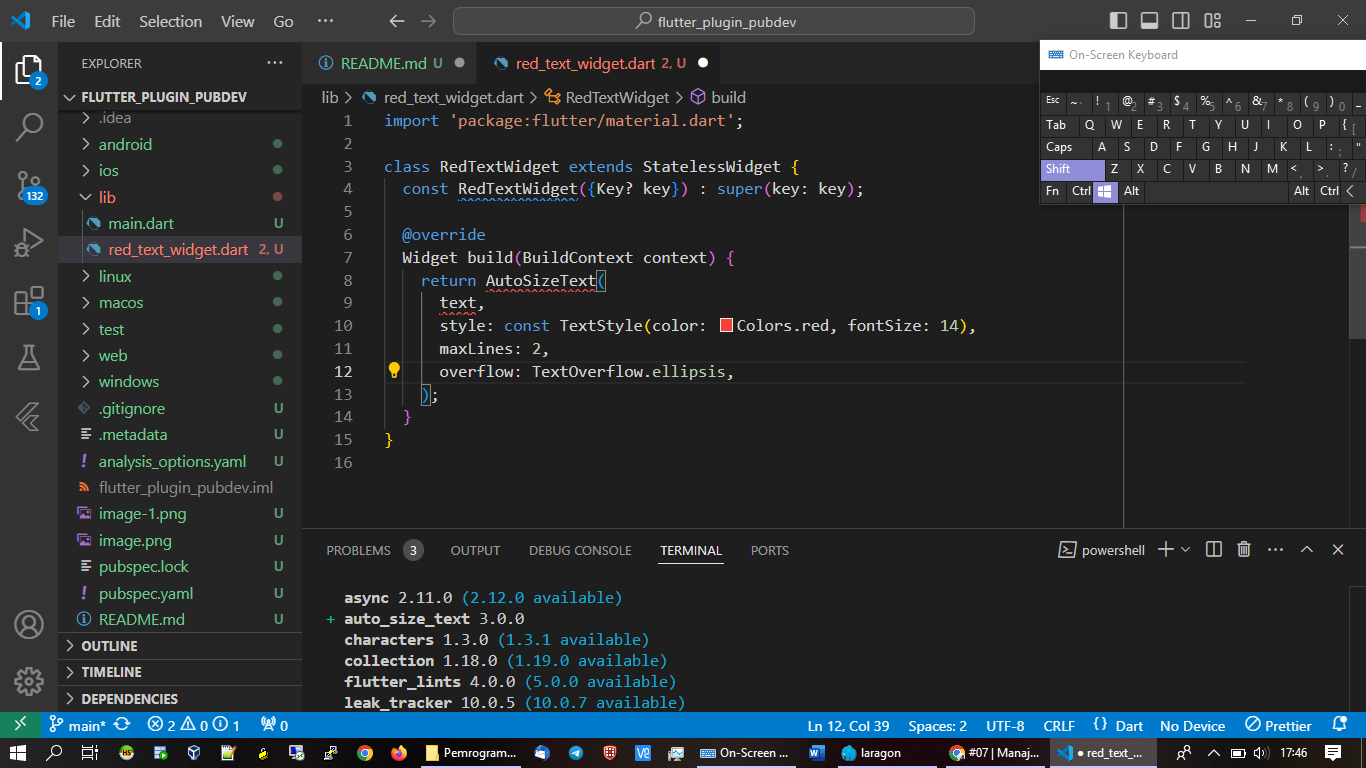 File Edit Selection View Go ··· flutter_plugin_pubdev
EXPLORER ···
FLUTTER_PLUGIN_PUBDEV
.idea
android
ios
lib
main.dart U
red_text_widget.dart 2, U
linux
macos
test
web
windows
.gitignore U
.metadata U
analysis_options.yaml U
flutter_plugin_pubdev.iml
image-1.png U
image.png U
pubspec.lock U
pubspec.yaml U
README.md U
OUTLINE
TIMELINE
DEPENDENCIES
2
132
1
README.md U
red_text_widget.dart 2, U
lib > red_text_widget.dart > RedTextWidget > build
1 import 'package:flutter/material.dart';
2
3 class RedTextWidget extends StatelessWidget {
4 const RedTextWidget({Key? key}) : super(key: key);
5
6 @override
7 Widget build(BuildContext context) {
8 return AutoSizeText(
9 text,
10 style: const TextStyle(color: Colors.red, fontSize: 14),
11 maxLines: 2,
12 overflow: TextOverflow.ellipsis,
13 );
14 }
15 }
16
On-Screen Keyboard
Esc ~ ` ! 1 @ 2 # 3 $ 4 % 5 ^ 6 & 7 * 8 ( 9 ) 0 _
Tab Q W E R T Y U I O P { [
Caps A S D F G H J K L : ; "
Shift Z X C V B N M < , > . ? /
Fn Ctrl Alt Alt Ctrl <
PROBLEMS 3 OUTPUT DEBUG CONSOLE TERMINAL PORTS powershell
async 2.11.0 (2.12.0 available)
+ auto_size_text 3.0.0
characters 1.3.0 (1.3.1 available)
collection 1.18.0 (1.19.0 available)
flutter_lints 4.0.0 (5.0.0 available)
leak_tracker 10.0.5 (10.0.7 available)
main* 2 0 1 0 Ln 12, Col 39 Spaces: 2 UTF-8 CRLF {} Dart No Device Prettier
Pemrogram... On-Screen ... laragon #07 | Manaj... ● red_text_... 17:46